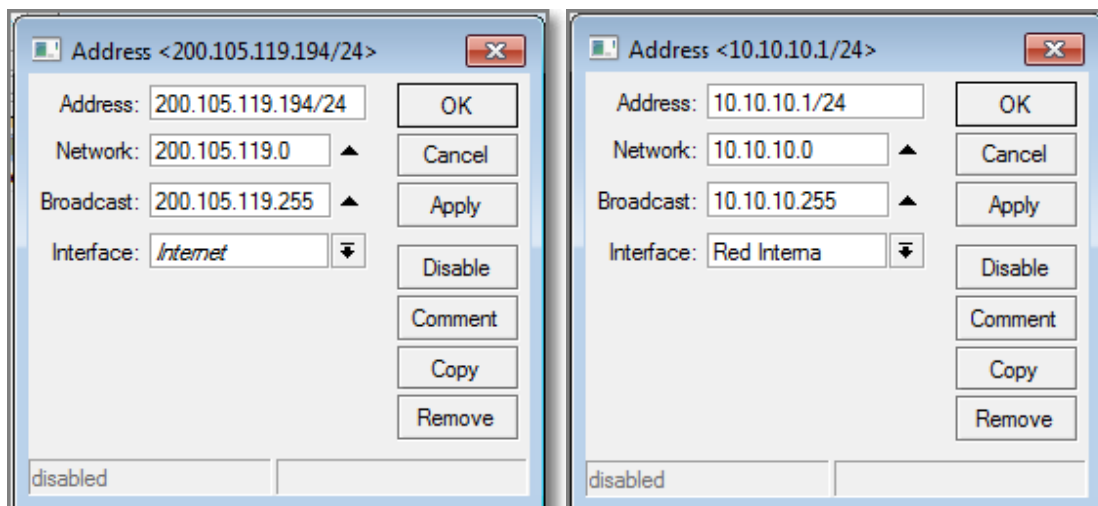 Address <200.105.119.194/24>
Address: 200.105.119.194/24 OK
Network: 200.105.119.0 Cancel
Broadcast: 200.105.119.255 Apply
Interface: Internet Disable
Comment
Copy
Remove
disabled
Address <10.10.10.1/24>
Address: 10.10.10.1/24 OK
Network: 10.10.10.0 Cancel
Broadcast: 10.10.10.255 Apply
Interface: Red Interna Disable
Comment
Copy
Remove
disabled